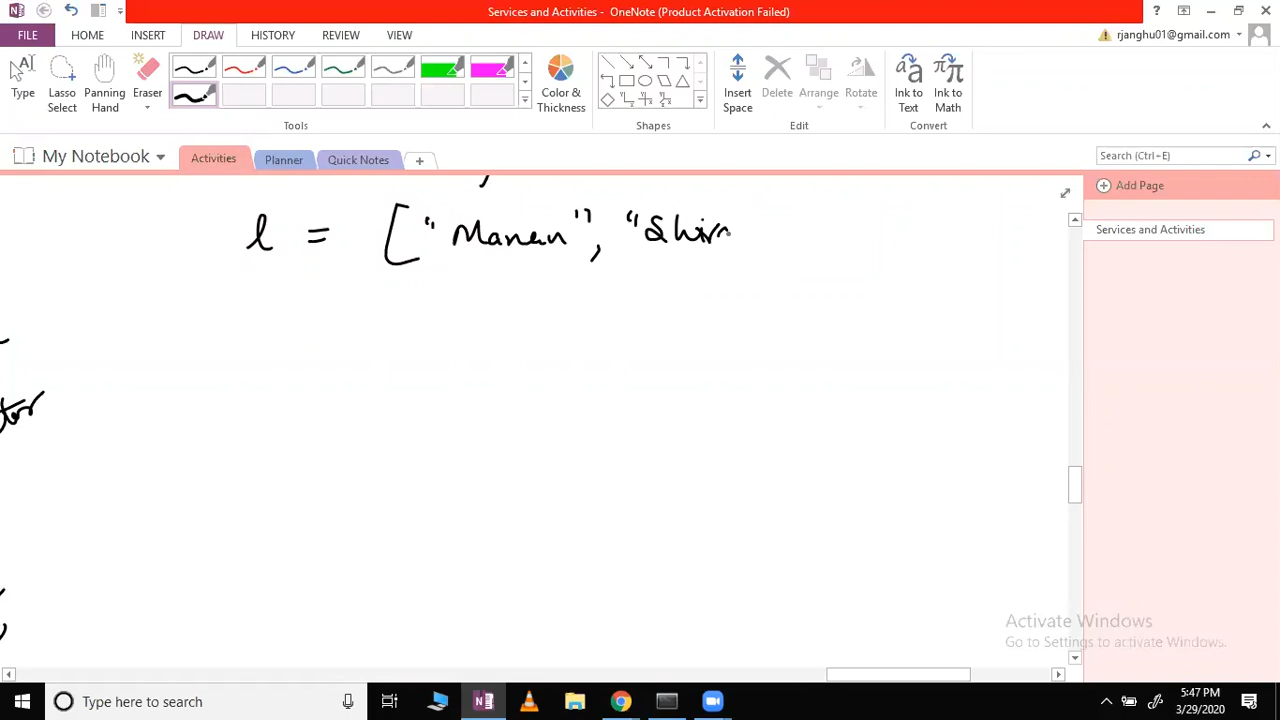 Services and Activities - OneNote (Product Activation Failed)
?
FILE HOME INSERT DRAW HISTORY REVIEW VIEW
rjanghu01@gmail.com
Type
Lasso Select
Panning Hand
Eraser
Color & Thickness
Insert Space
Delete
Arrange
Rotate
Ink to Text
Ink to Math
Tools
Shapes
Edit
Convert
My Notebook
Activities
Planner
Quick Notes
Search (Ctrl+E)
Add Page
Services and Activities
l = ["Manan", "Shiv
Activate Windows
Go to Settings to activate Windows.
Type here to search
5:47 PM
3/29/2020